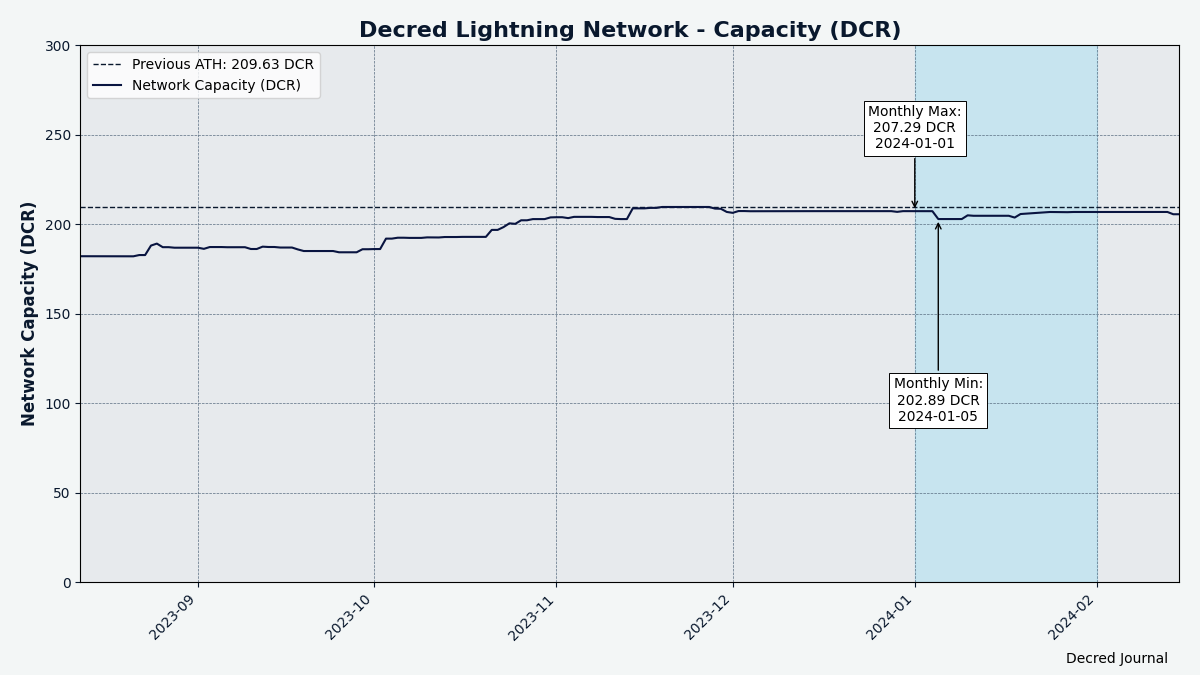 Decred Lightning Network - Capacity (DCR)
Previous ATH: 209.63 DCR
Network Capacity (DCR)
Network Capacity (DCR)
300
250
200
150
100
50
0
Monthly Max:
207.29 DCR
2024-01-01
Monthly Min:
202.89 DCR
2024-01-05
2023-09
2023-10
2023-11
2023-12
2024-01
2024-02
Decred Journal